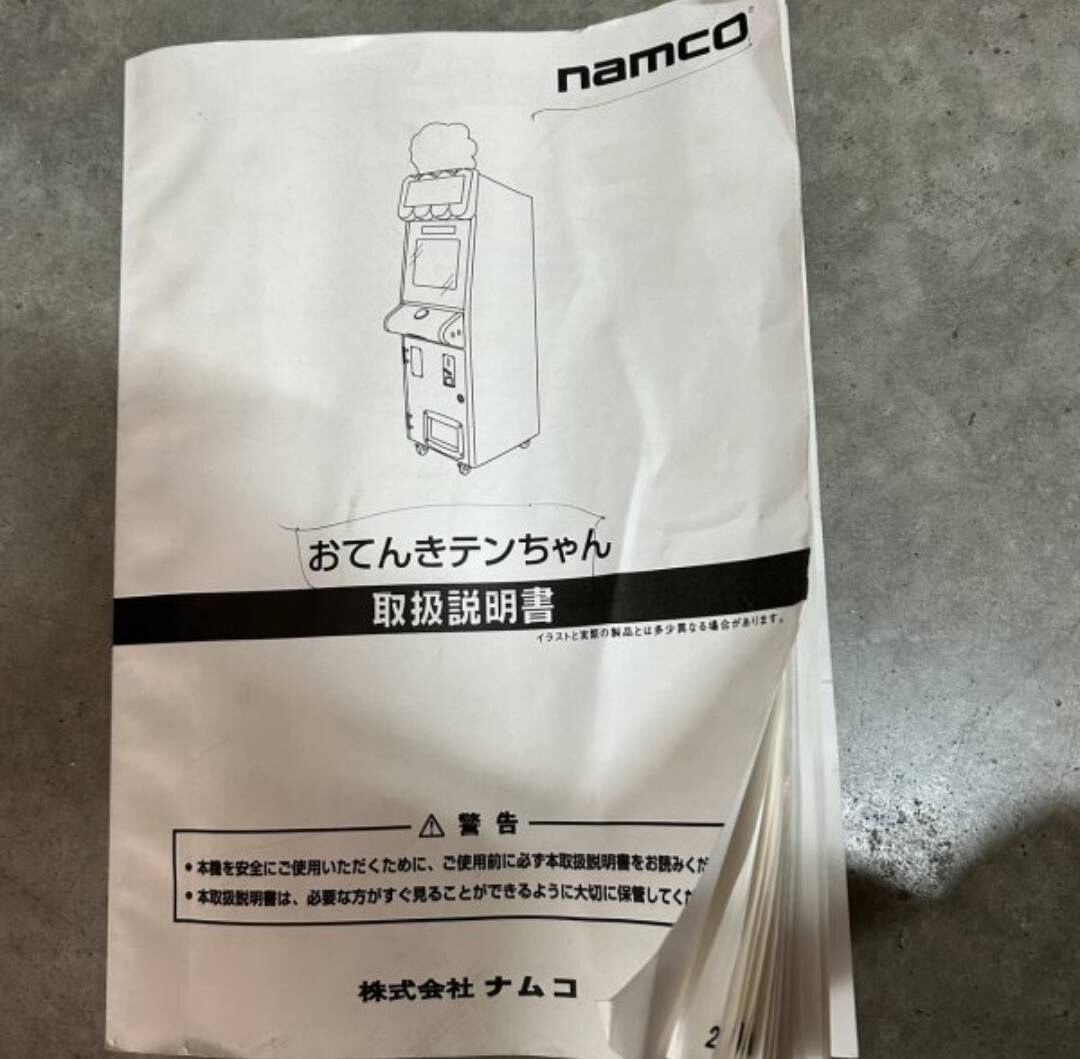 namco
おてんきテンちゃん
取扱説明書
イラストと実際の製品とは多少異なる場合があります。
警告
•本機を安全にご使用いただくために、ご使用前に必ず本取扱説明書をお読みくだ
•本取扱説明書は、必要な方がすぐ見ることができるように大切に保管してくだ
株式会社ナムコ
2